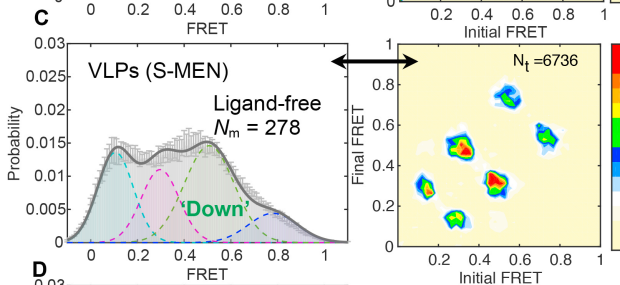 0 0.2 0.4 0.6 0.8 1
FRET
0.2 0.4 0.6 0.8 1
Initial FRET
C
0.03
0.025
0.02
0.015
0.01
0.005
0
Probability
VLPs (S-MEN)
Ligand-free
Nm = 278
'Down'
0 0.2 0.4 0.6 0.8 1
FRET
1
0.8
0.6
0.4
0.2
0
Final FRET
Nt =6736
0.2 0.4 0.6 0.8 1
Initial FRET
D
0.03